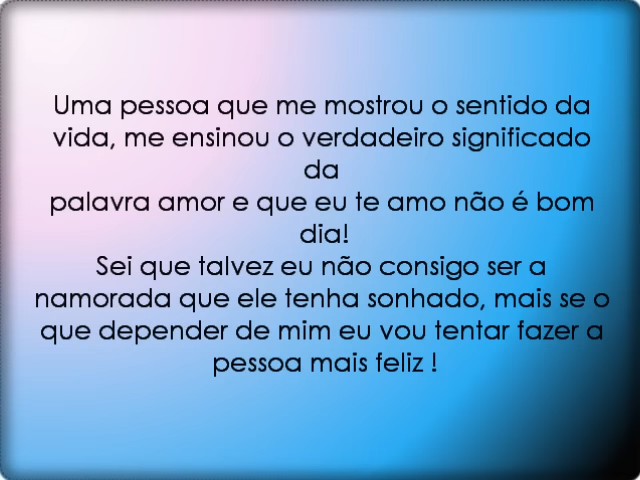 Uma pessoa que me mostrou o sentido da
vida, me ensinou o verdadeiro significado
da
palavra amor e que eu te amo não é bom
dia!
Sei que talvez eu não consigo ser a
namorada que ele tenha sonhado, mais se o
que depender de mim eu vou tentar fazer a
pessoa mais feliz !